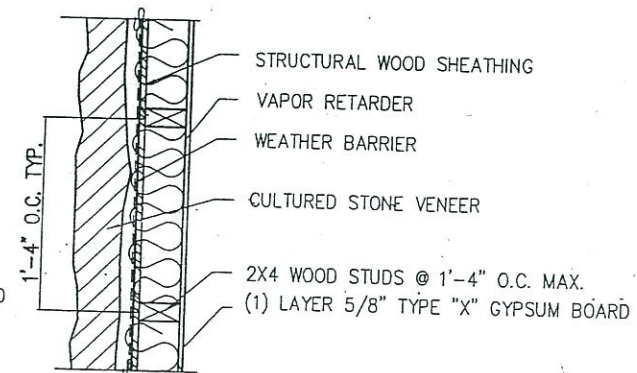 STRUCTURAL WOOD SHEATHING
VAPOR RETARDER
WEATHER BARRIER
CULTURED STONE VENEER
2X4 WOOD STUDS @ 1'-4" O.C. MAX.
(1) LAYER 5/8" TYPE "X" GYPSUM BOARD
1'-4" O.C. TYP.